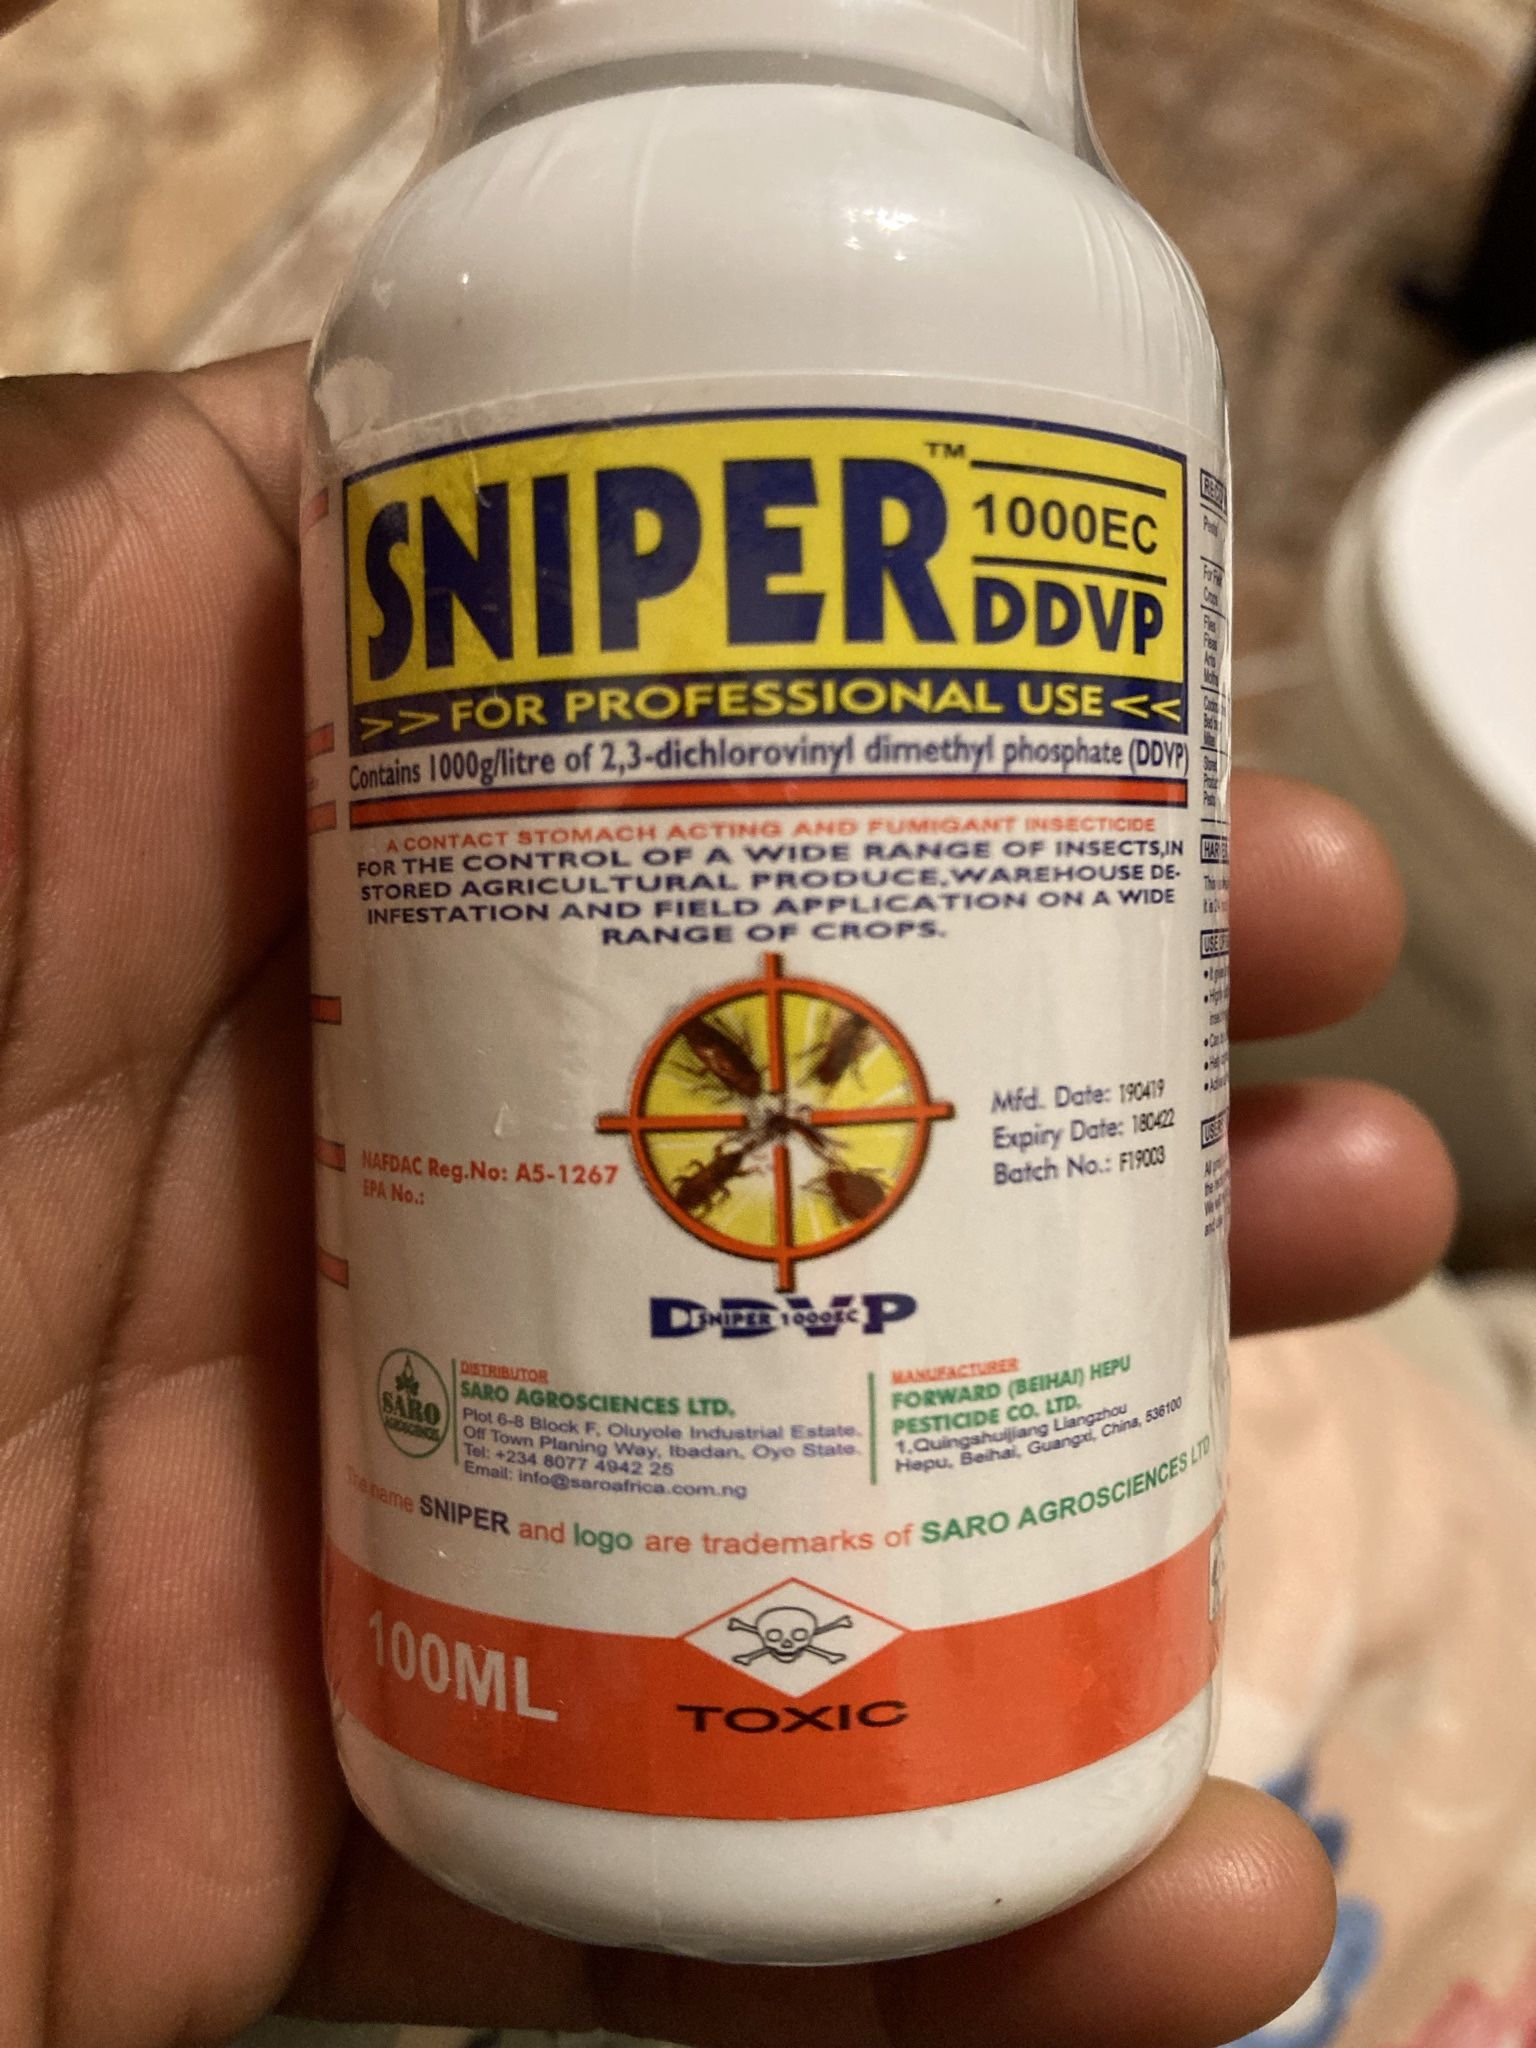 SNIPER™
1000EC
DDVP
>> FOR PROFESSIONAL USE <<
Contains 1000g/litre of 2,3-dichlorovinyl dimethyl phosphate (DDVP)
A CONTACT STOMACH ACTING AND FUMIGANT INSECTICIDE
FOR THE CONTROL OF A WIDE RANGE OF INSECTS,IN
STORED AGRICULTURAL PRODUCE,WAREHOUSE DE-
INFESTATION AND FIELD APPLICATION ON A WIDE
RANGE OF CROPS.
NAFDAC Reg.No: A5-1267
EPA No.:
Mfd. Date: 190419
Expiry Date: 180422
Batch No.: F19003
DDVP
SNIPER 1000EC
SARO
DISTRIBUTOR
SARO AGROSCIENCES LTD.
Plot 6-8 Block F, Oluyole Industrial Estate.
Off Town Planing Way, Ibadan, Oyo State.
Tel: +234 8077 4942 25
Email: info@saroafrica.com.ng
MANUFACTURER
FORWARD (BEIHAI) HEPU
PESTICIDE CO. LTD.
1,Quingshuijiang Liangzhou
Hepu, Beihai, Guangxi, China, 536100
name SNIPER and logo are trademarks of SARO AGROSCIENCES LTD
100ML
TOXIC